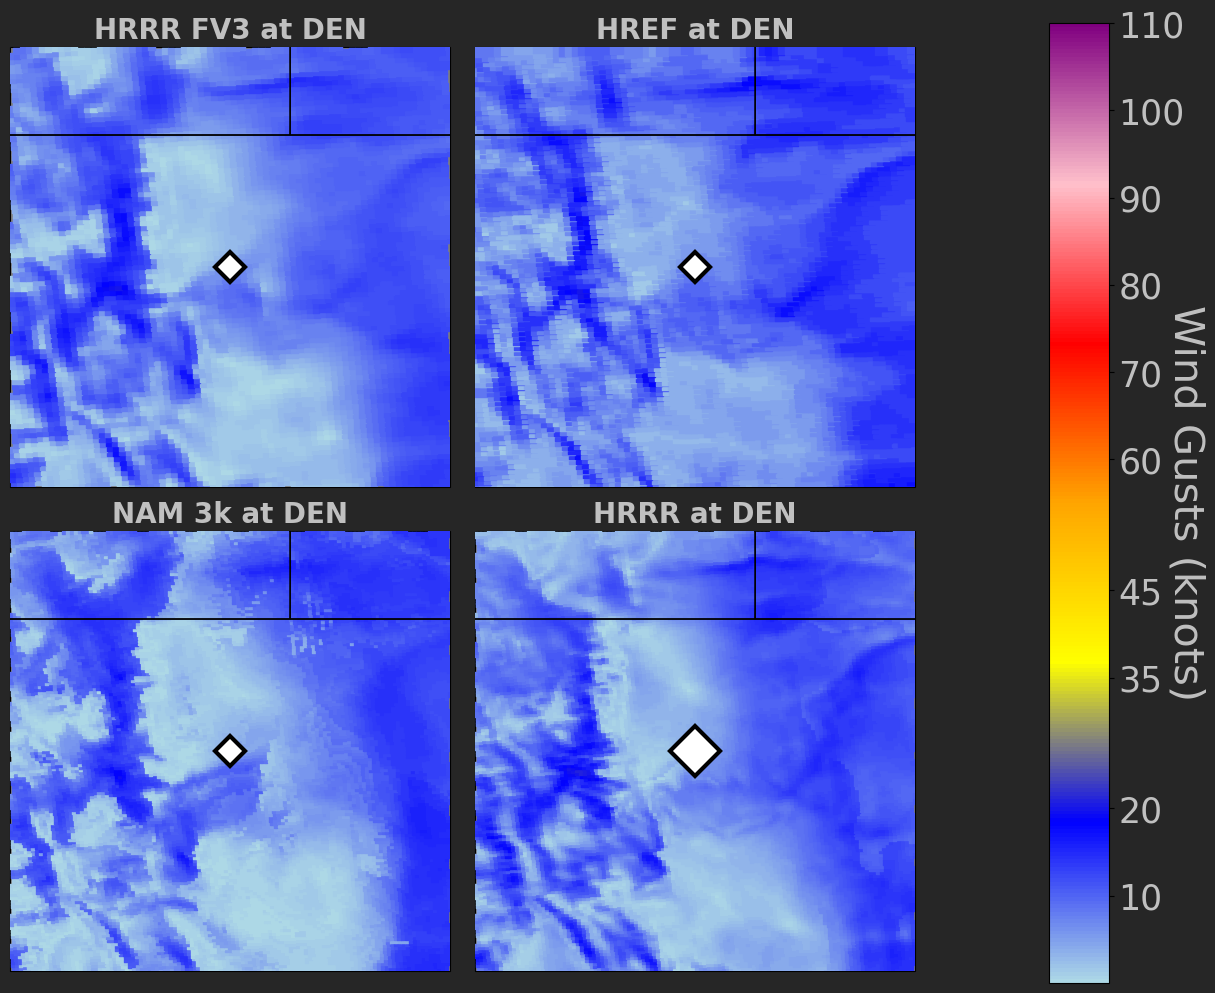 HRRR FV3 at DEN
HREF at DEN
NAM 3k at DEN
HRRR at DEN
110
100
90
80
70
60
45
35
20
10
Wind Gusts (knots)